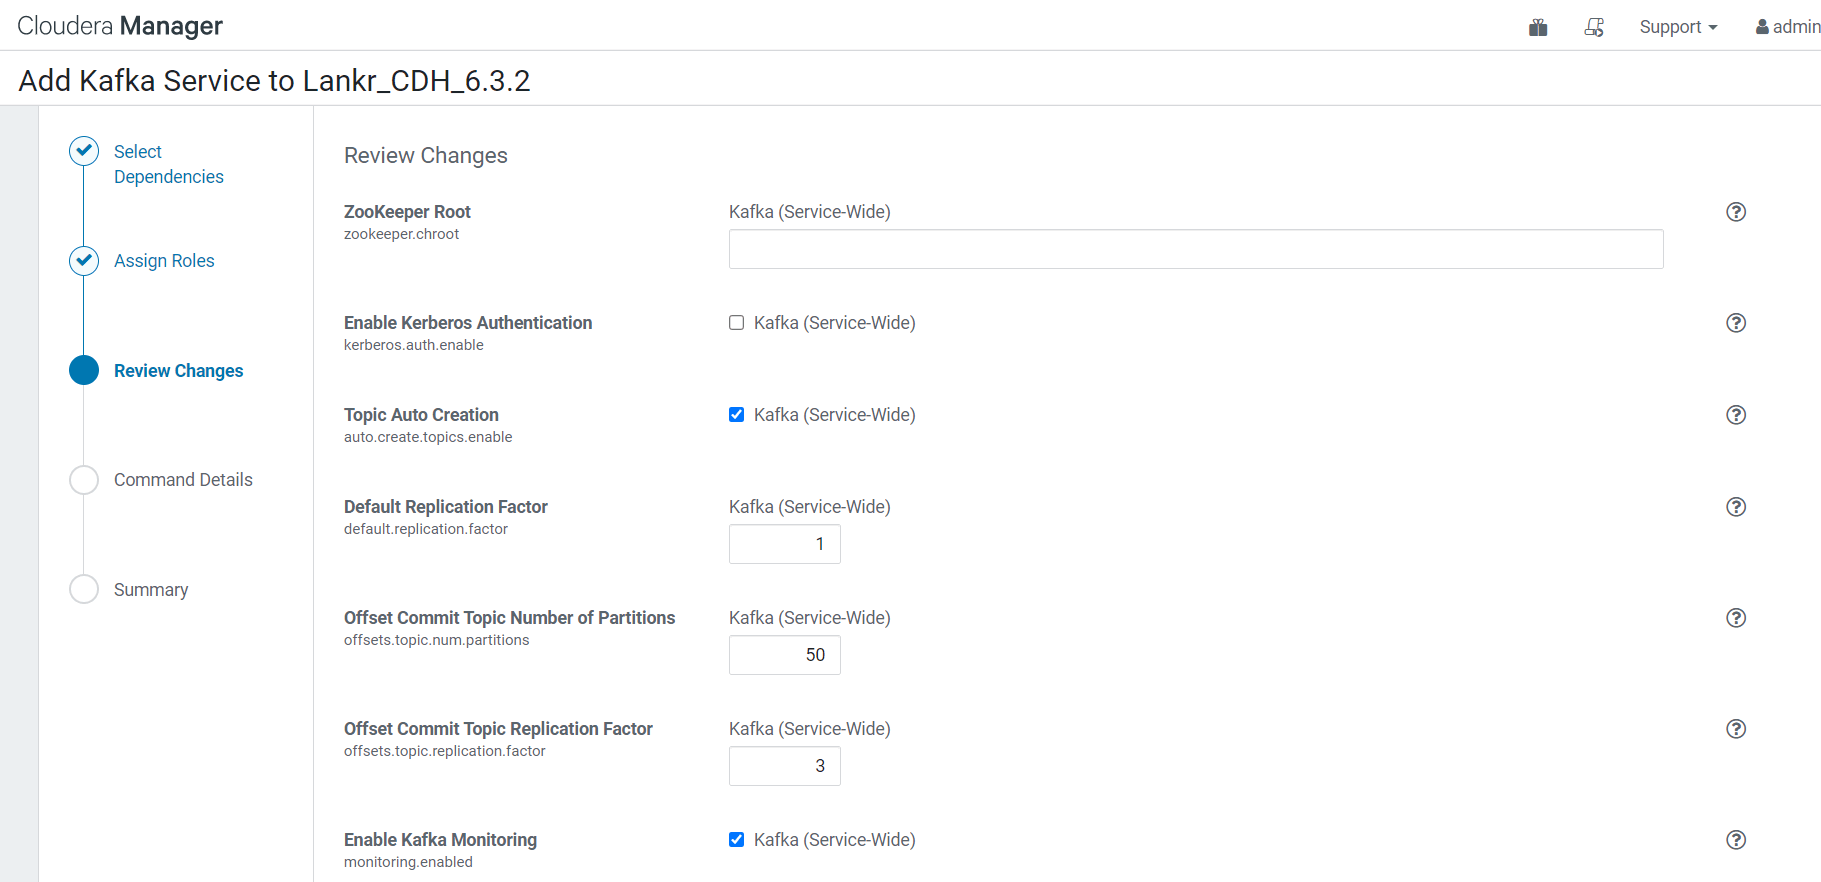 Cloudera Manager
Support
admin
Add Kafka Service to Lankr_CDH_6.3.2
Select
Dependencies
Assign Roles
Review Changes
Command Details
Summary
Review Changes
ZooKeeper Root
zookeeper.chroot
Kafka (Service-Wide)
Enable Kerberos Authentication
kerberos.auth.enable
Kafka (Service-Wide)
Topic Auto Creation
auto.create.topics.enable
Kafka (Service-Wide)
Default Replication Factor
default.replication.factor
Kafka (Service-Wide)
1
Offset Commit Topic Number of Partitions
offsets.topic.num.partitions
Kafka (Service-Wide)
50
Offset Commit Topic Replication Factor
offsets.topic.replication.factor
Kafka (Service-Wide)
3
Enable Kafka Monitoring
monitoring.enabled
Kafka (Service-Wide)